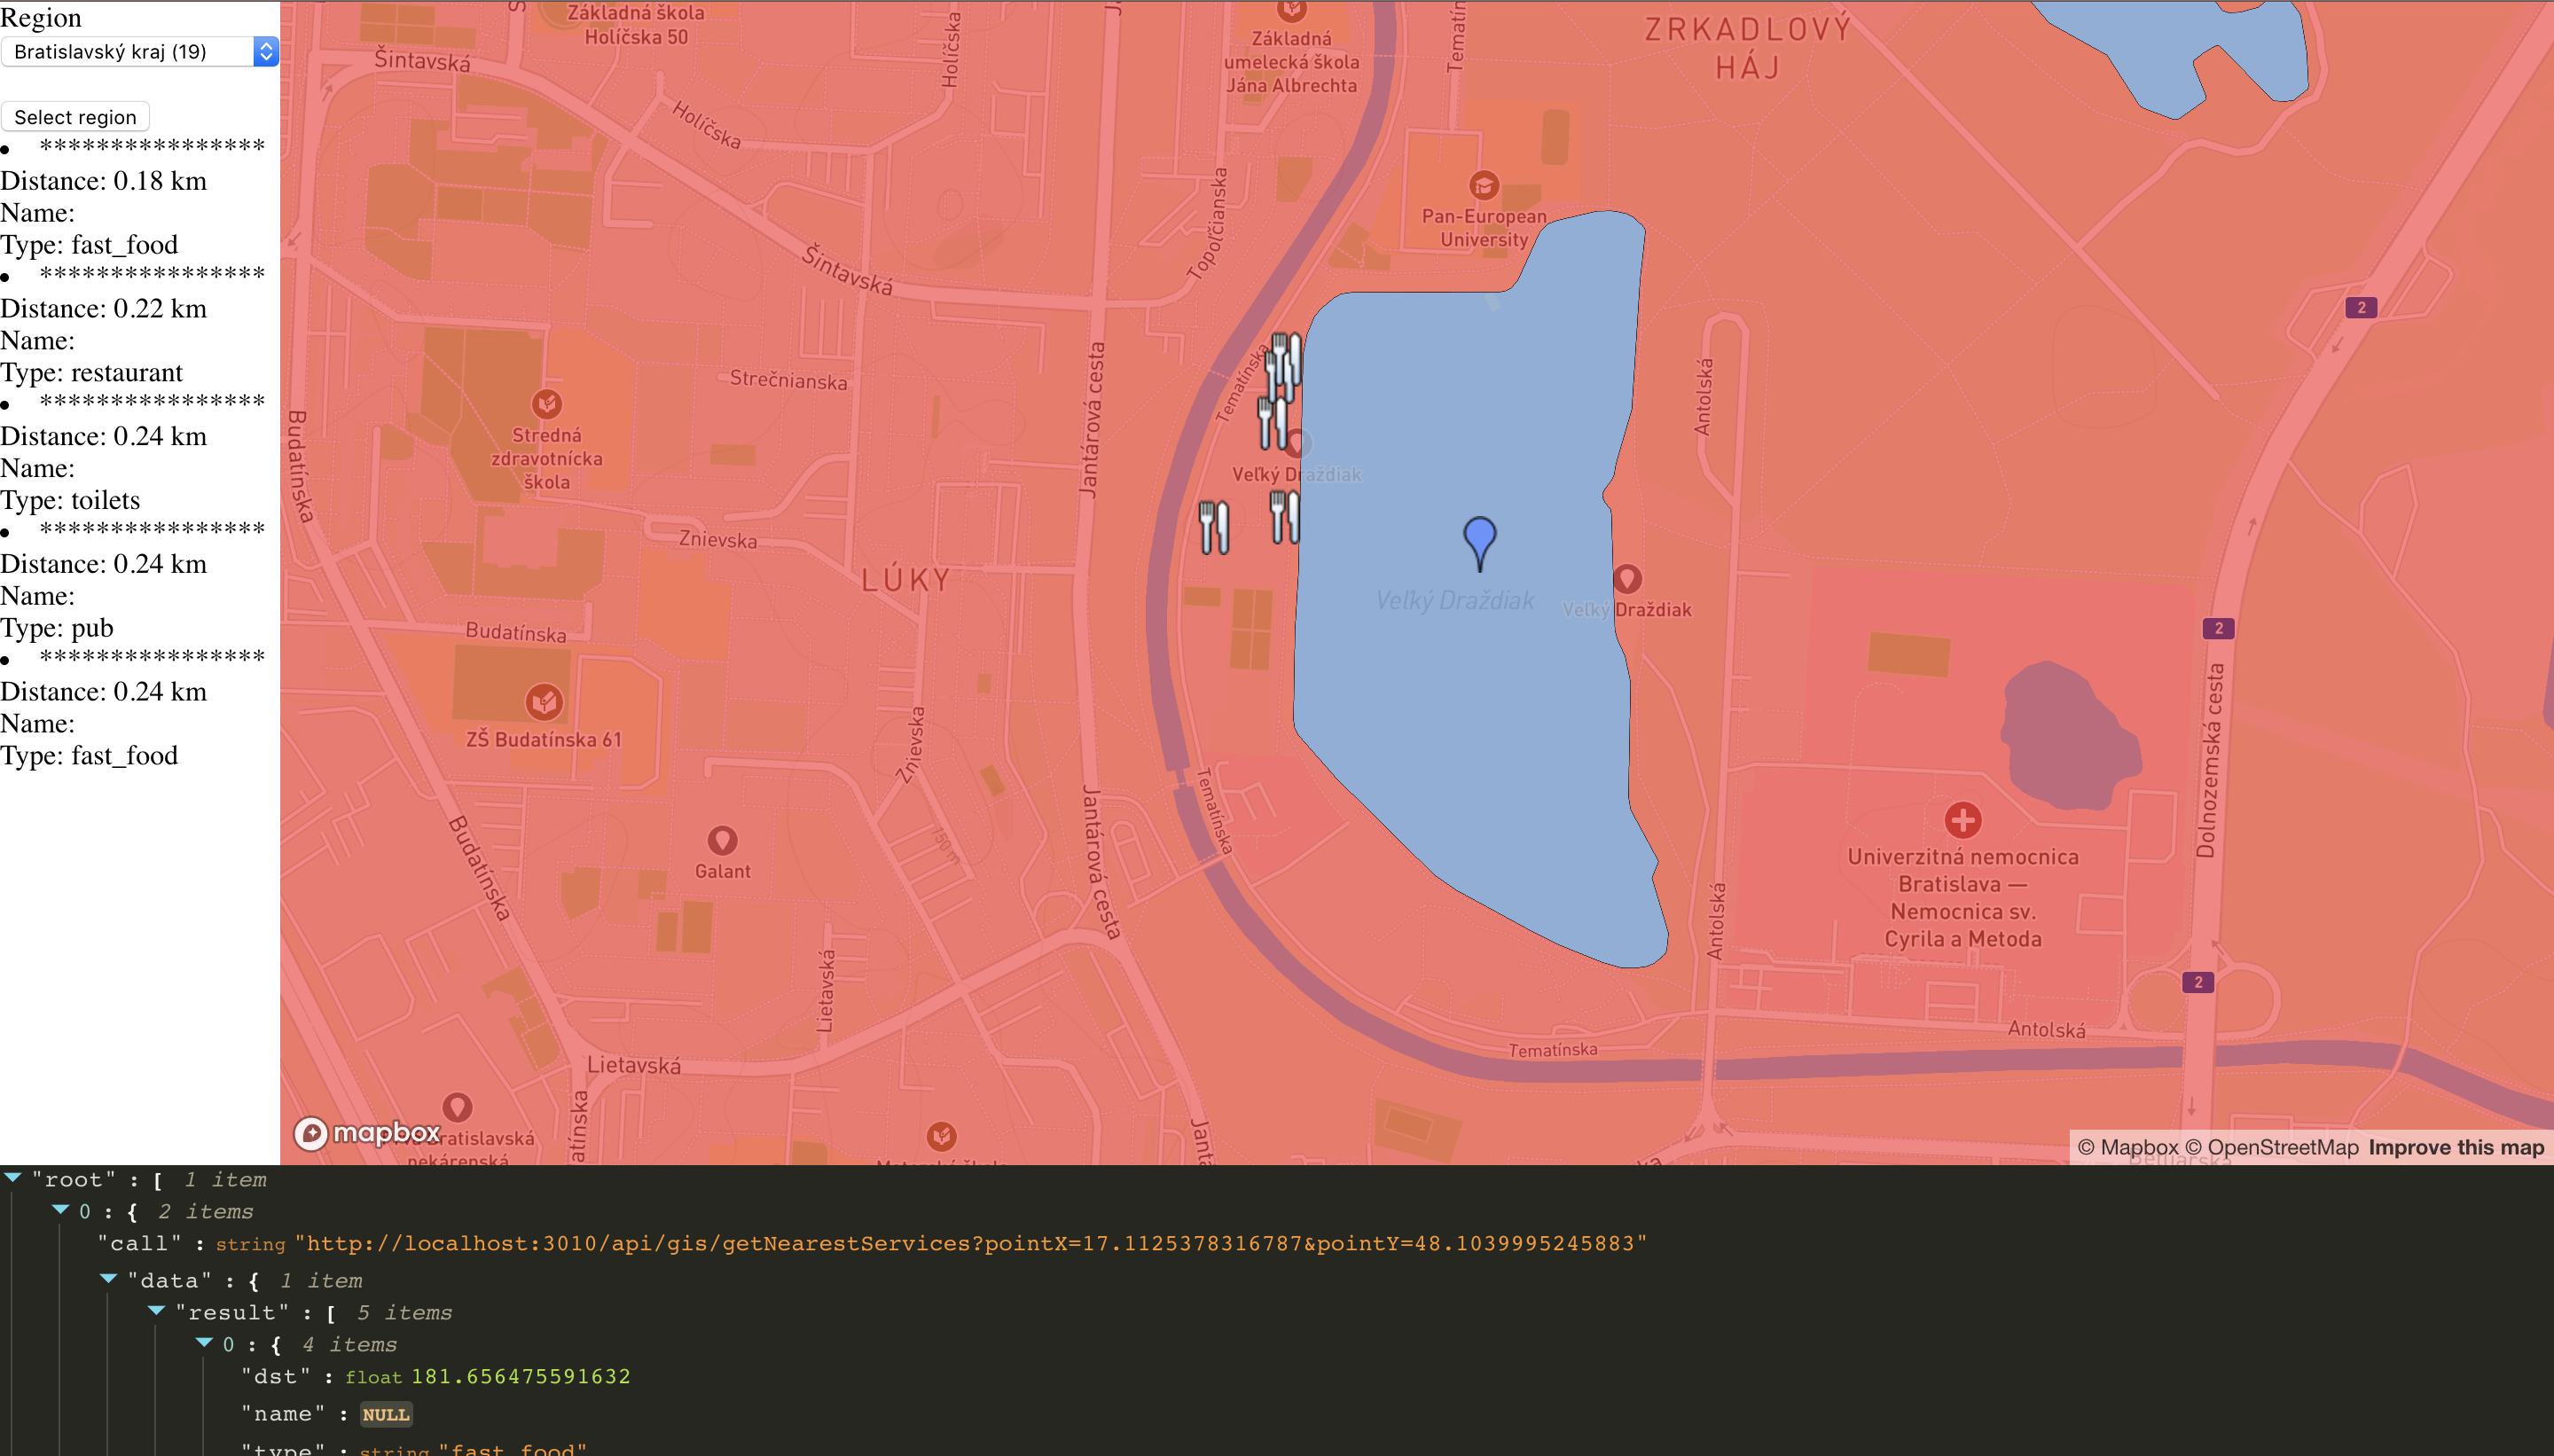 Region
Bratislavský kraj (19)
Select region
• ****************
Distance: 0.18 km
Name:
Type: fast_food
• ****************
Distance: 0.22 km
Name:
Type: restaurant
• ****************
Distance: 0.24 km
Name:
Type: toilets
• ****************
Distance: 0.24 km
Name:
Type: pub
• ****************
Distance: 0.24 km
Name:
Type: fast_food
Základná škola
Holíčska 50
Šintavská
Holíčska
Holíčska
Základná
umelecká škola
Jána Albrechta
ZRKADLOVÝ
HÁJ
Topoľčianska
Pan-European
University
Šintavská
2
Tematínska
Strečnianska
Jantárová cesta
Antolská
Budatínska
Stredná
zdravotnícka
škola
Veľký Draždiak
Znievska
LÚKY
Veľký Draždiak
Veľký Draždiak
2
Budatínska
ZŠ Budatínska 61
Znievska
Tematínska
Dolnozemská cesta
Budatínska
Galant
150 m
Jantárová cesta
Univerzitná nemocnica
Bratislava —
Nemocnica sv.
Cyrila a Metoda
Antolská
2
Lietavská
Antolská
Lietavská
Tematínska
mapbox
Bratislavská
pekárenská
© Mapbox © OpenStreetMap Improve this map
"root" : [ 1 item
0 : { 2 items
"call" : string "http://localhost:3010/api/gis/getNearestServices?pointX=17.1125378316787&pointY=48.1039995245883"
"data" : { 1 item
"result" : [ 5 items
0 : { 4 items
"dst" : float 181.656475591632
"name" : NULL
"type" : string "fast_food"